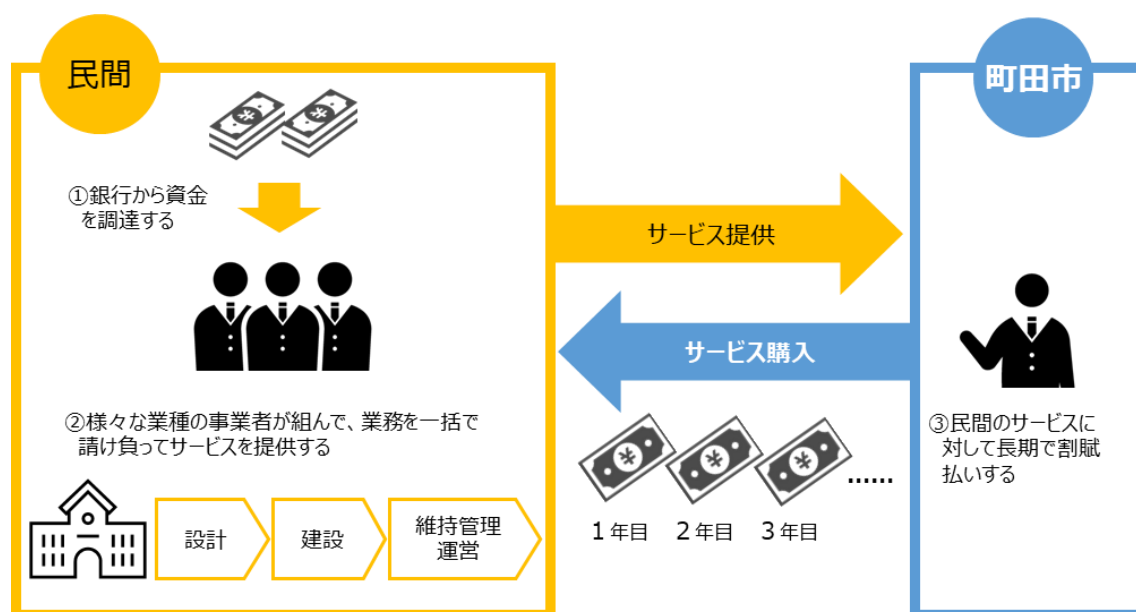 民間
町田市
①銀行から資金
を調達する
サービス提供
サービス購入
②様々な業種の事業者が組んで、業務を一括で
請け負ってサービスを提供する
③民間のサービスに
対して長期で割賦
払いする
設計
建設
維持管理
運営
1年目
2年目
3年目
……